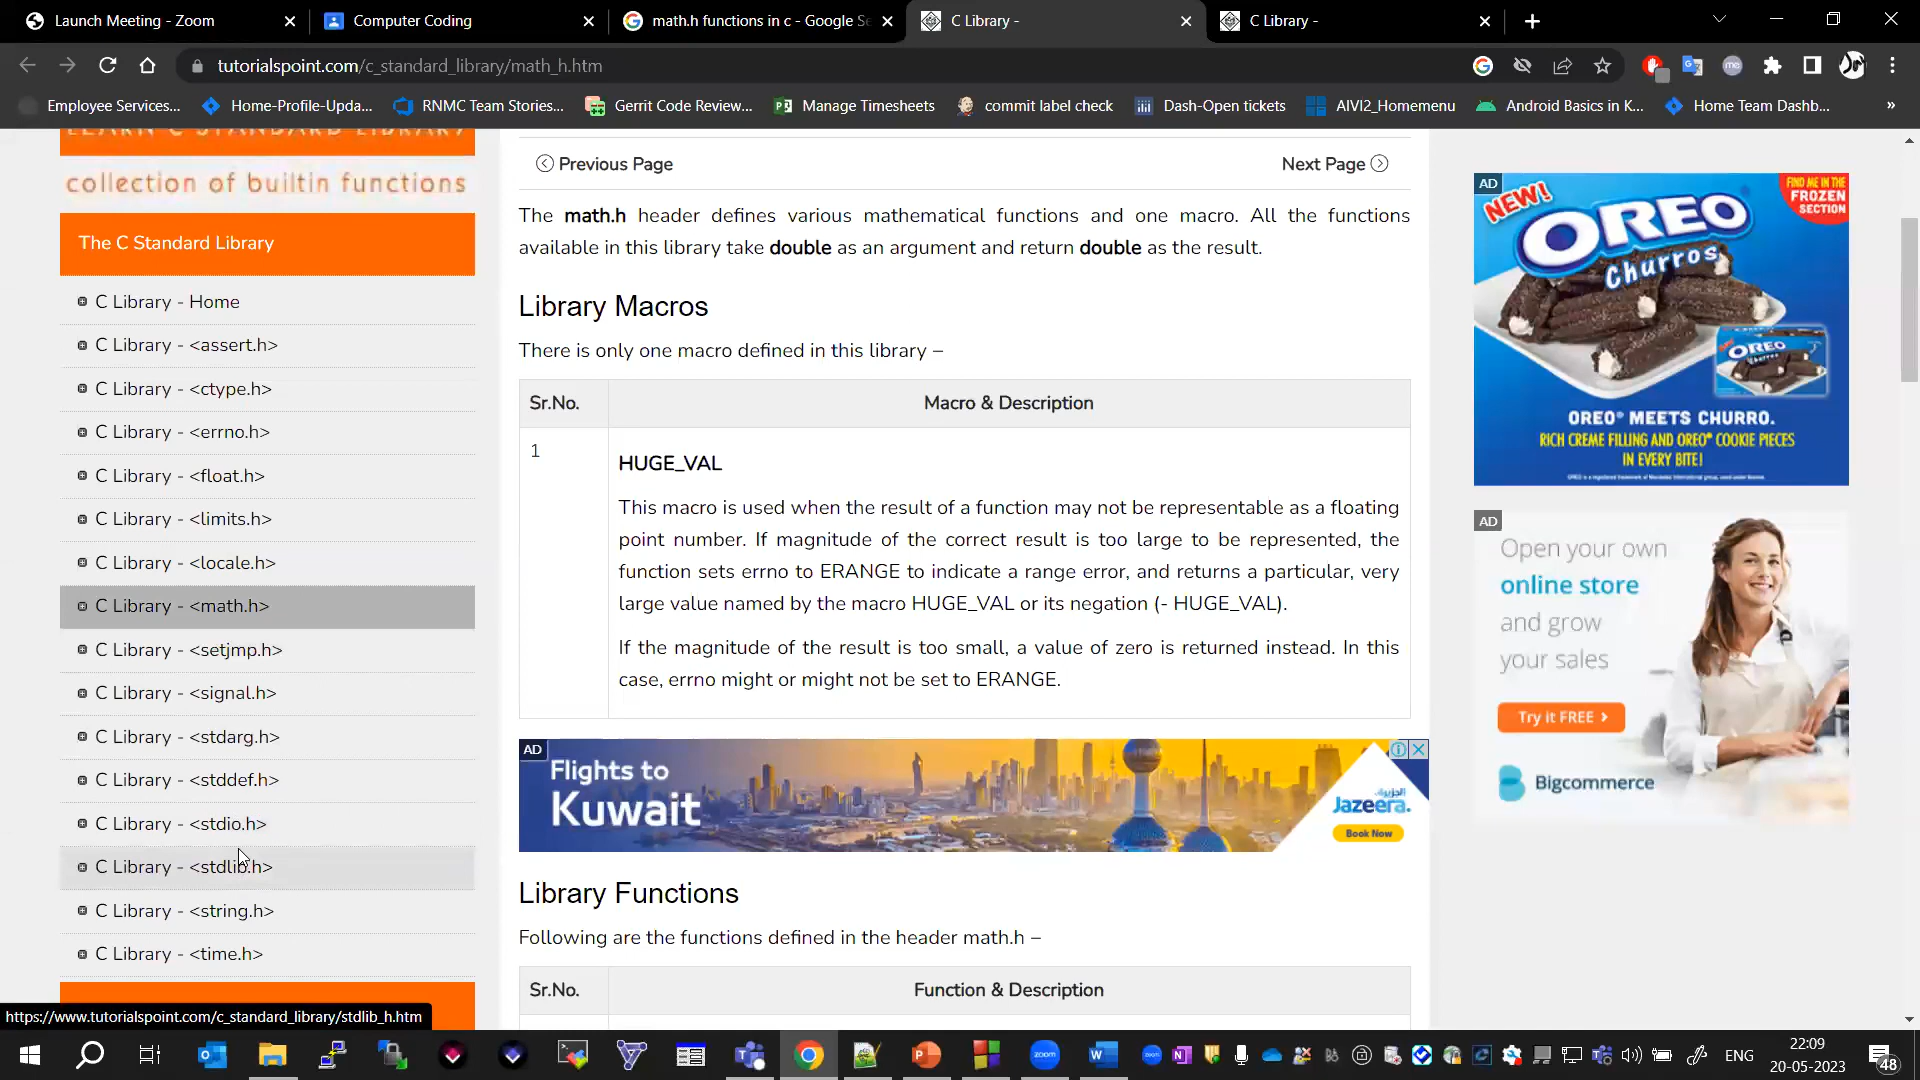 Launch Meeting - Zoom
Computer Coding
math.h functions in c - Google Se
C Library -
C Library -
tutorialspoint.com/c_standard_library/math_h.htm
Employee Services...
Home-Profile-Upda...
RNMC Team Stories...
Gerrit Code Review...
Manage Timesheets
commit label check
Dash-Open tickets
AIVI2_Homemenu
Android Basics in K...
Home Team Dashb...
»
LEARN C STANDARD LIBRARY
collection of builtin functions
The C Standard Library
C Library - Home
C Library - <assert.h>
C Library - <ctype.h>
C Library - <errno.h>
C Library - <float.h>
C Library - <limits.h>
C Library - <locale.h>
C Library - <math.h>
C Library - <setjmp.h>
C Library - <signal.h>
C Library - <stdarg.h>
C Library - <stddef.h>
C Library - <stdio.h>
C Library - <stdlib.h>
C Library - <string.h>
C Library - <time.h>
https://www.tutorialspoint.com/c_standard_library/stdlib_h.htm
Previous Page
Next Page
The math.h header defines various mathematical functions and one macro. All the functions
available in this library take double as an argument and return double as the result.
Library Macros
There is only one macro defined in this library –
Sr.No.
Macro & Description
1
HUGE_VAL
This macro is used when the result of a function may not be representable as a floating
point number. If magnitude of the correct result is too large to be represented, the
function sets errno to ERANGE to indicate a range error, and returns a particular, very
large value named by the macro HUGE_VAL or its negation (- HUGE_VAL).
If the magnitude of the result is too small, a value of zero is returned instead. In this
case, errno might or might not be set to ERANGE.
AD
Flights to
Kuwait
الجزيرة
Jazeera.
Book Now
Library Functions
Following are the functions defined in the header math.h –
Sr.No.
Function & Description
AD
NEW!
FIND ME IN THE
FROZEN
SECTION
OREO
Churros
OREO
OREO® MEETS CHURRO.
RICH CREME FILLING AND OREO® COOKIE PIECES
IN EVERY BITE!
AD
Open your own
online store
and grow
your sales
Try it FREE
Bigcommerce
zoom
ENG
22:09
20-05-2023
48